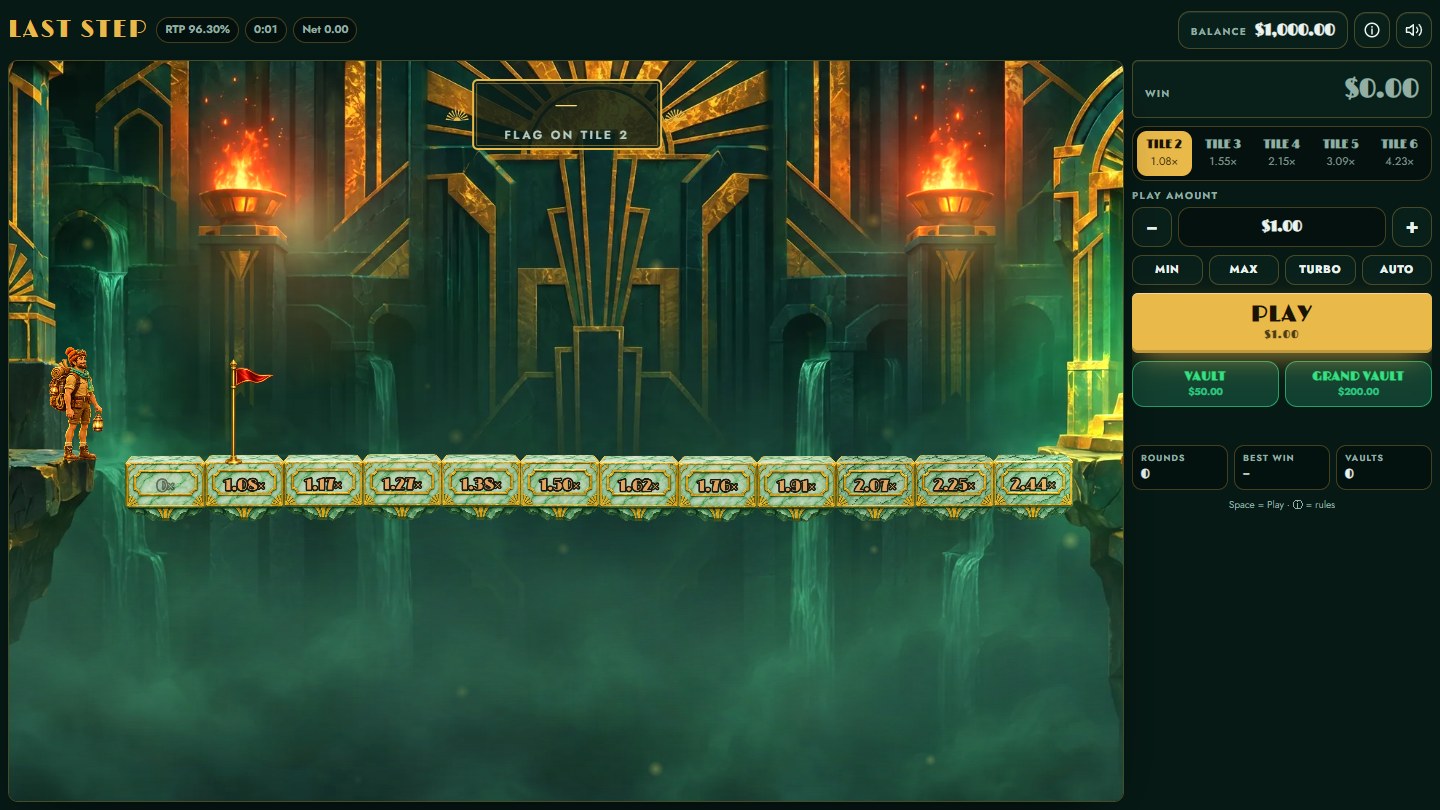 LAST STEP
RTP 96.30%
0:01
Net 0.00
BALANCE $1,000.00
—
FLAG ON TILE 2
WIN
$0.00
TILE 2
1.08×
TILE 3
1.55×
TILE 4
2.15×
TILE 5
3.09×
TILE 6
4.23×
PLAY AMOUNT
−
$1.00
+
MIN
MAX
TURBO
AUTO
PLAY
$1.00
VAULT
$50.00
GRAND VAULT
$200.00
0×
1.08×
1.17×
1.27×
1.38×
1.50×
1.62×
1.76×
1.91×
2.07×
2.25×
2.44×
ROUNDS
0
BEST WIN
–
VAULTS
0
Space = Play · ⓘ = rules